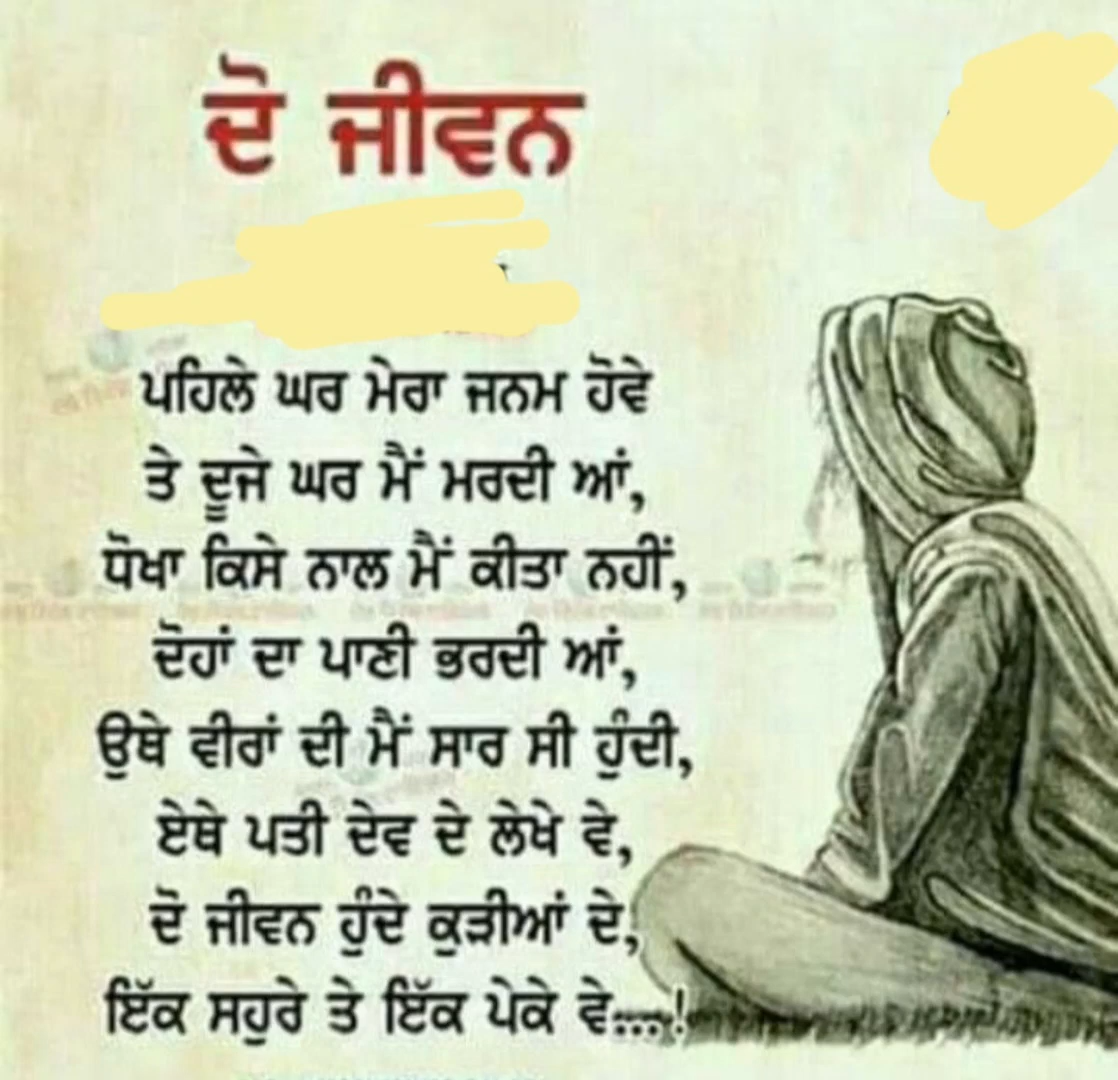 ਦੋ ਜੀਵਨ
ਪਹਿਲੇ ਘਰ ਮੇਰਾ ਜਨਮ ਹੋਵੇ
ਤੇ ਦੂਜੇ ਘਰ ਮੈਂ ਮਰਦੀ ਆਂ,
ਧੋਖਾ ਕਿਸੇ ਨਾਲ ਮੈਂ ਕੀਤਾ ਨਹੀਂ,
ਦੋਹਾਂ ਦਾ ਪਾਣੀ ਭਰਦੀ ਆਂ,
ਉਥੇ ਵੀਰਾਂ ਦੀ ਮੈਂ ਸਾਰ ਸੀ ਹੁੰਦੀ,
ਏਥੇ ਪਤੀ ਦੇਵ ਦੇ ਲੇਖੇ ਵੇ,
ਦੋ ਜੀਵਨ ਹੁੰਦੇ ਕੁੜੀਆਂ ਦੇ,
ਇੱਕ ਸਹੁਰੇ ਤੇ ਇੱਕ ਪੇਕੇ ਵੇ....!